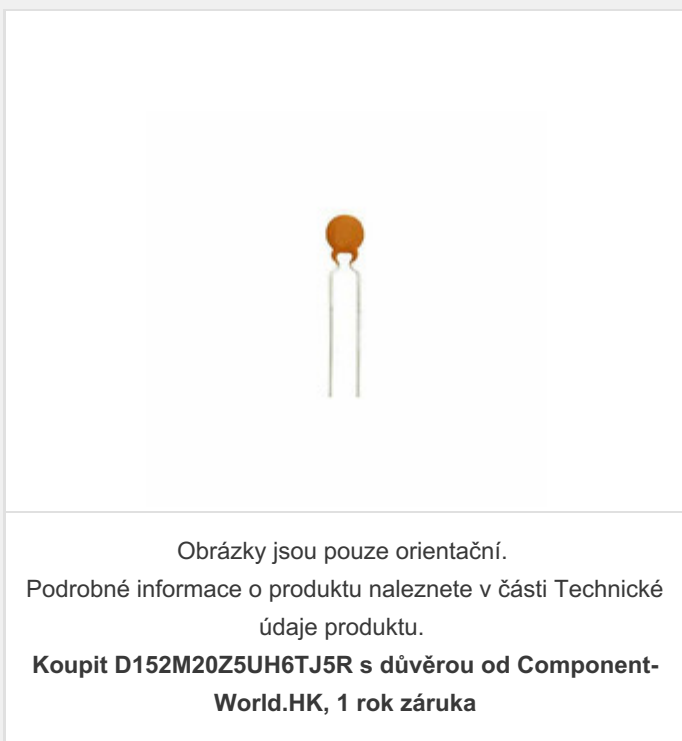 Obrázky jsou pouze orientační.
Podrobné informace o produktu naleznete v části Technické
údaje produktu.
Koupit D152M20Z5UH6TJ5R s důvěrou od Component-
World.HK, 1 rok záruka